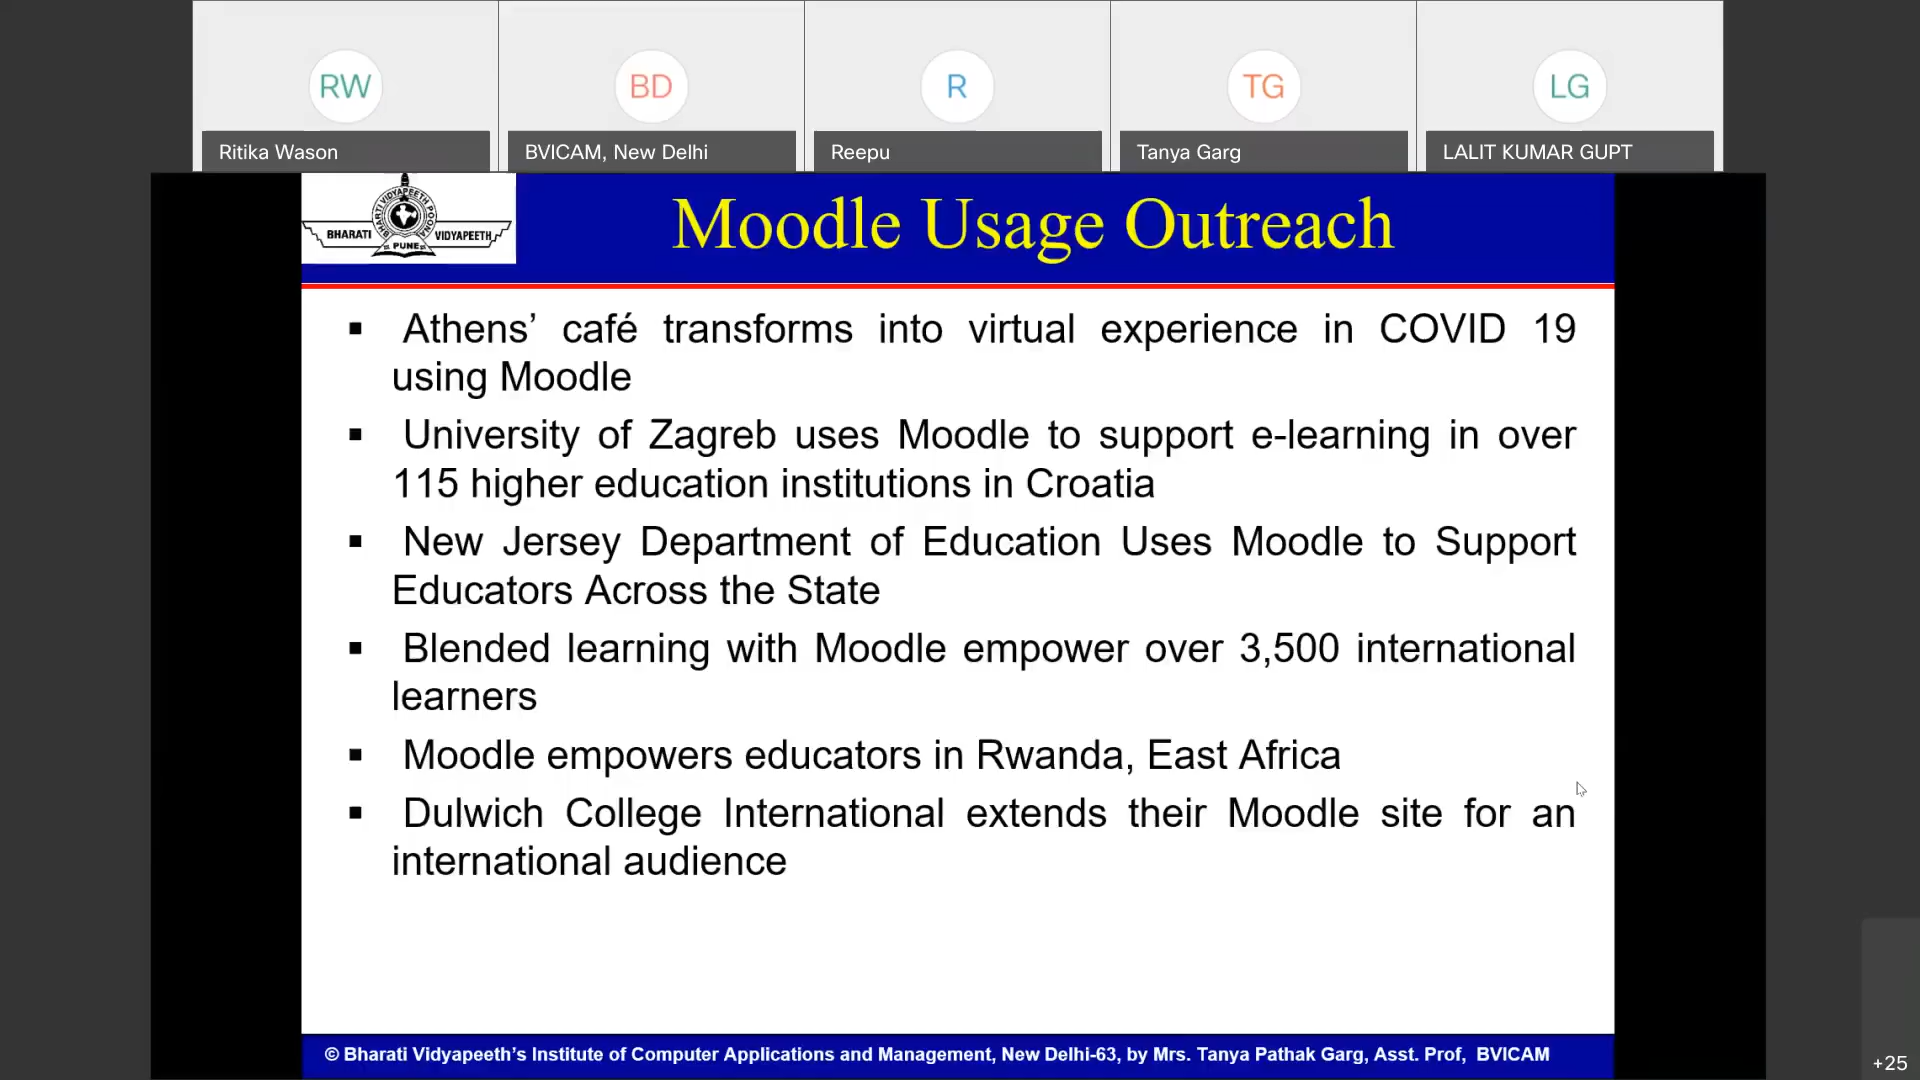 RW
BD
R
TG
LG
Ritika Wason
BVICAM, New Delhi
Reepu
Tanya Garg
LALIT KUMAR GUPT
BHARATI VIDYAPEETH POONA
BHARATI
VIDYAPEETH
PUNE
Moodle Usage Outreach
▪ Athens’ café transforms into virtual experience in COVID 19
using Moodle
▪ University of Zagreb uses Moodle to support e-learning in over
115 higher education institutions in Croatia
▪ New Jersey Department of Education Uses Moodle to Support
Educators Across the State
▪ Blended learning with Moodle empower over 3,500 international
learners
▪ Moodle empowers educators in Rwanda, East Africa
▪ Dulwich College International extends their Moodle site for an
international audience
© Bharati Vidyapeeth’s Institute of Computer Applications and Management, New Delhi-63, by Mrs. Tanya Pathak Garg, Asst. Prof, BVICAM
+25